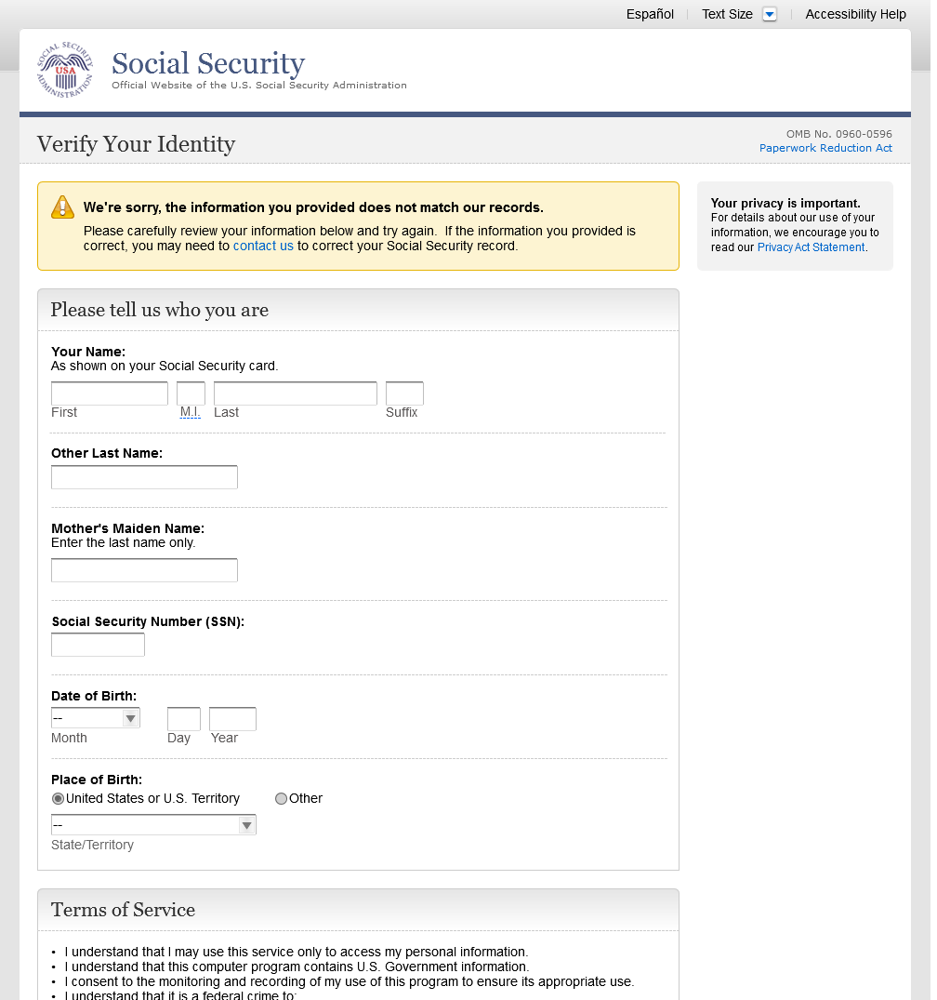 Español
Text Size
Accessibility Help
SOCIAL SECURITY ADMINISTRATION
USA
Social Security
Official Website of the U.S. Social Security Administration
Verify Your Identity
OMB No. 0960-0596
Paperwork Reduction Act
We're sorry, the information you provided does not match our records.
Please carefully review your information below and try again. If the information you provided is
correct, you may need to contact us to correct your Social Security record.
Your privacy is important.
For details about our use of your
information, we encourage you to
read our Privacy Act Statement.
Please tell us who you are
Your Name:
As shown on your Social Security card.
First
M.I.
Last
Suffix
Other Last Name:
Mother's Maiden Name:
Enter the last name only.
Social Security Number (SSN):
Date of Birth:
--
Month
Day
Year
Place of Birth:
United States or U.S. Territory
Other
--
State/Territory
Terms of Service
• I understand that I may use this service only to access my personal information.
• I understand that this computer program contains U.S. Government information.
• I consent to the monitoring and recording of my use of this program to ensure its appropriate use.
• I understand that it is a federal crime to: